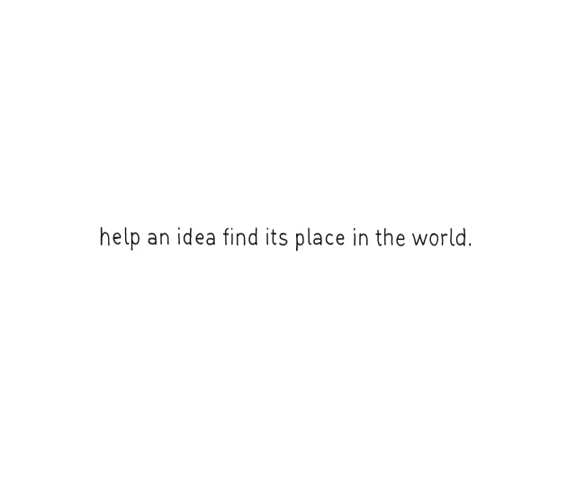 help an idea find its place in the world.